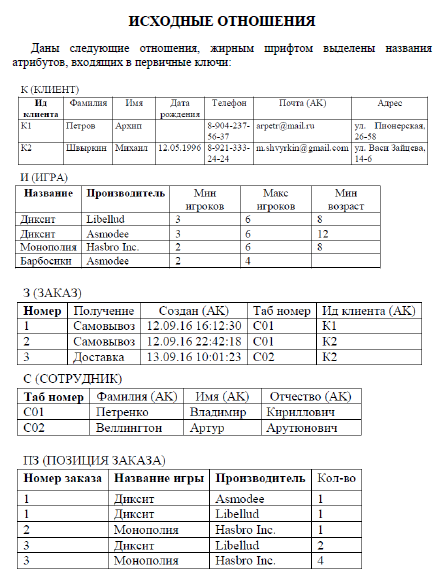 ИСХОДНЫЕ ОТНОШЕНИЯ
Даны следующие отношения, жирным шрифтом выделены названия
атрибутов, входящих в первичные ключи:
К (КЛИЕНТ)
Ид клиента Фамилия Имя Дата рождения Телефон Почта (АК) Адрес
К1 Петров Архип 8-904-237-56-37 arpetr@mail.ru ул. Пионерская, 26-58
К2 Швыркин Михаил 12.05.1996 8-921-333-24-24 m.shvyrkin@gmail.com ул. Васи Зайцева, 14-6
И (ИГРА)
Название Производитель Мин игроков Макс игроков Мин возраст
Диксит Libellud 3 6 8
Диксит Asmodee 3 6 12
Монополия Hasbro Inc. 2 6 8
Барбосики Asmodee 2 4
З (ЗАКАЗ)
Номер Получение Создан (АК) Таб номер Ид клиента (АК)
1 Самовывоз 12.09.16 16:12:30 С01 К1
2 Самовывоз 12.09.16 22:42:18 С01 К2
3 Доставка 13.09.16 10:01:23 С02 К2
С (СОТРУДНИК)
Таб номер Фамилия (АК) Имя (АК) Отчество (АК)
С01 Петренко Владимир Кириллович
С02 Веллингтон Артур Арутюнович
ПЗ (ПОЗИЦИЯ ЗАКАЗА)
Номер заказа Название игры Производитель Кол-во
1 Диксит Asmodee 1
1 Диксит Libellud 1
2 Монополия Hasbro Inc. 1
3 Диксит Libellud 2
3 Монополия Hasbro Inc. 4